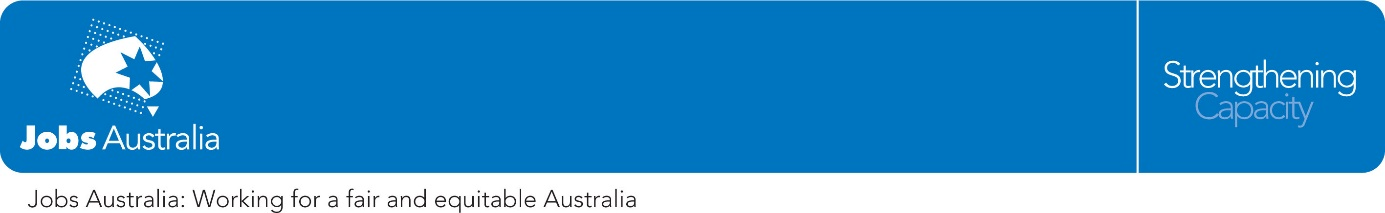 Jobs Australia
Strengthening
Capacity
Jobs Australia: Working for a fair and equitable Australia